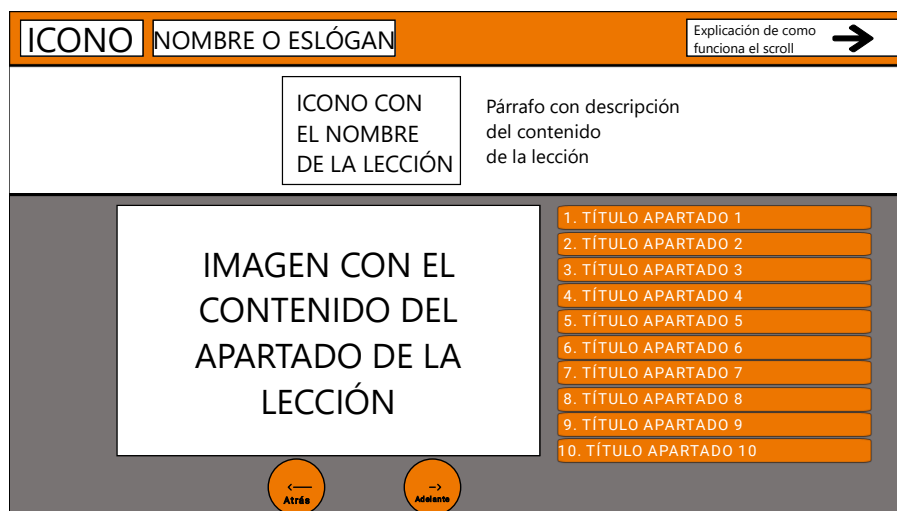 ICONO
NOMBRE O ESLÓGAN
Explicación de como
funciona el scroll
ICONO CON
EL NOMBRE
DE LA LECCIÓN
Párrafo con descripción
del contenido
de la lección
IMAGEN CON EL
CONTENIDO DEL
APARTADO DE LA
LECCIÓN
1. TÍTULO APARTADO 1
2. TÍTULO APARTADO 2
3. TÍTULO APARTADO 3
4. TÍTULO APARTADO 4
5. TÍTULO APARTADO 5
6. TÍTULO APARTADO 6
7. TÍTULO APARTADO 7
8. TÍTULO APARTADO 8
9. TÍTULO APARTADO 9
10. TÍTULO APARTADO 10
<—
Atrás
–>
Adelante